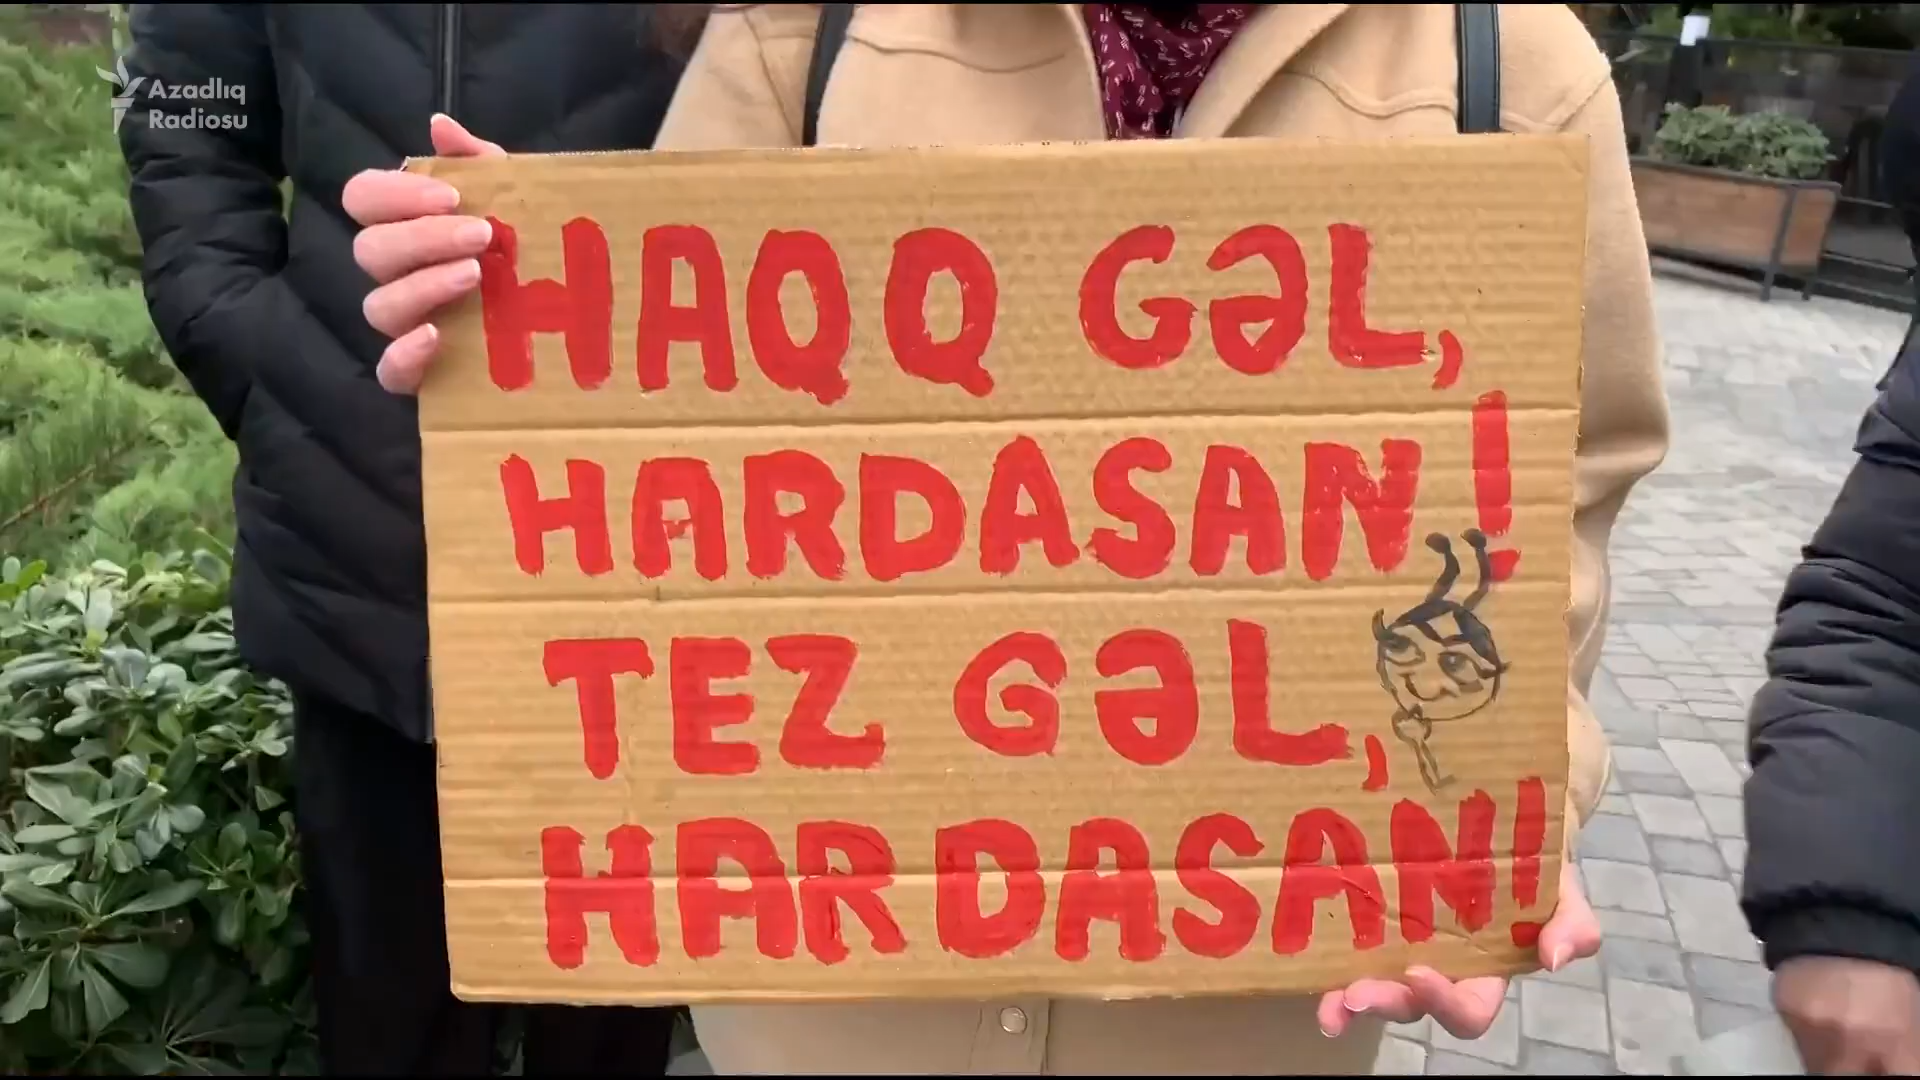 Azadlıq
Radiosu
HAQQ GƏL,
HARDASAN!
TEZ GƏL,
HARDASAN!